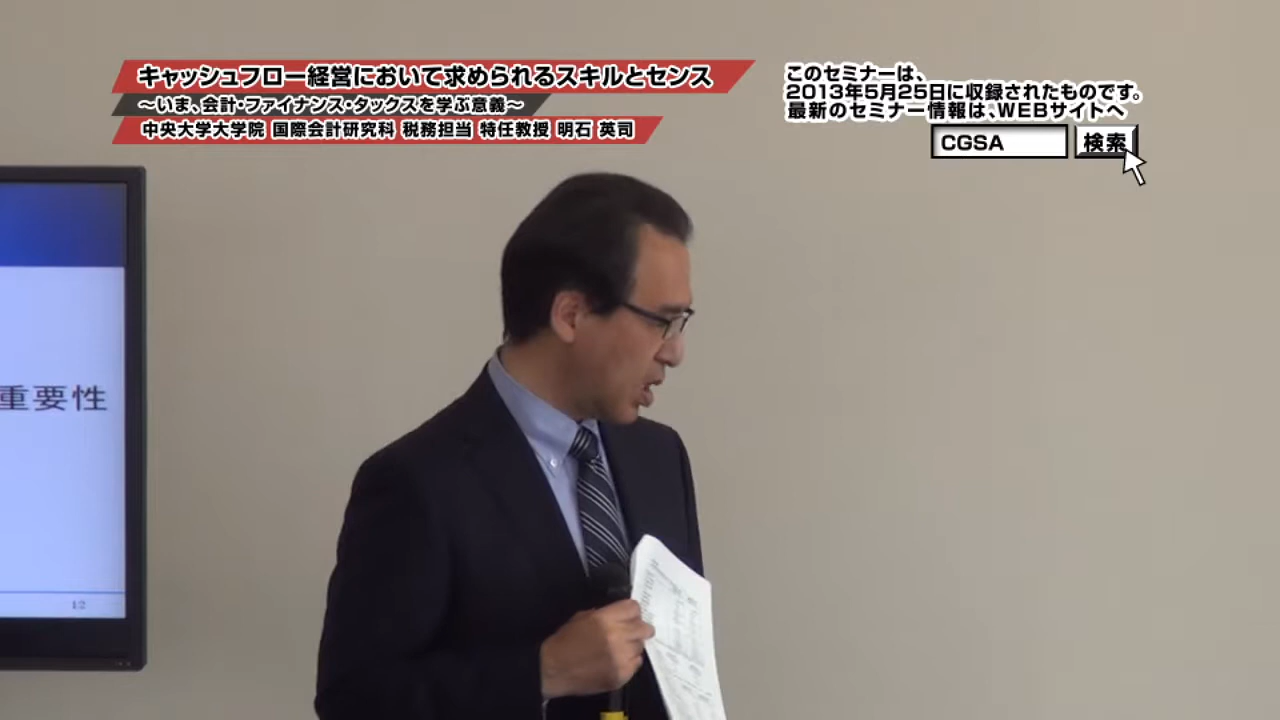 キャッシュフロー経営において求められるスキルとセンス
～いま、会計・ファイナンス・タックスを学ぶ意義～
中央大学大学院 国際会計研究科 税務担当 特任教授 明石 英司
このセミナーは、
2013年5月25日に収録されたものです。
最新のセミナー情報は、WEBサイトへ
CGSA 検索
重要性
12